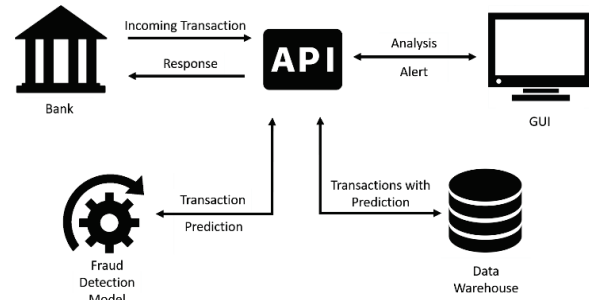 Incoming Transaction
Response
Bank
API
Analysis
Alert
GUI
Transaction
Prediction
Fraud
Detection
Model
Transactions with
Prediction
Data
Warehouse